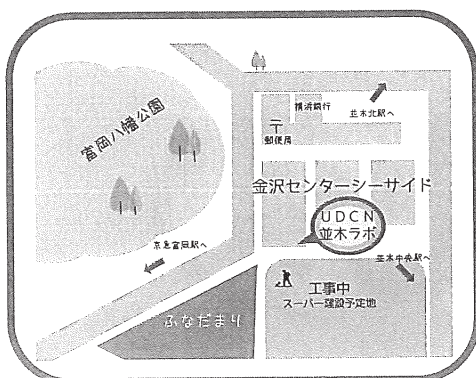 富岡八幡公園
横浜銀行
並木北駅へ
〒
郵便局
金沢センターシーサイド
UDCN
並木ラボ
京急富岡駅へ
並木中央駅へ
工事中
スーパー建設予定地
ふなだまり